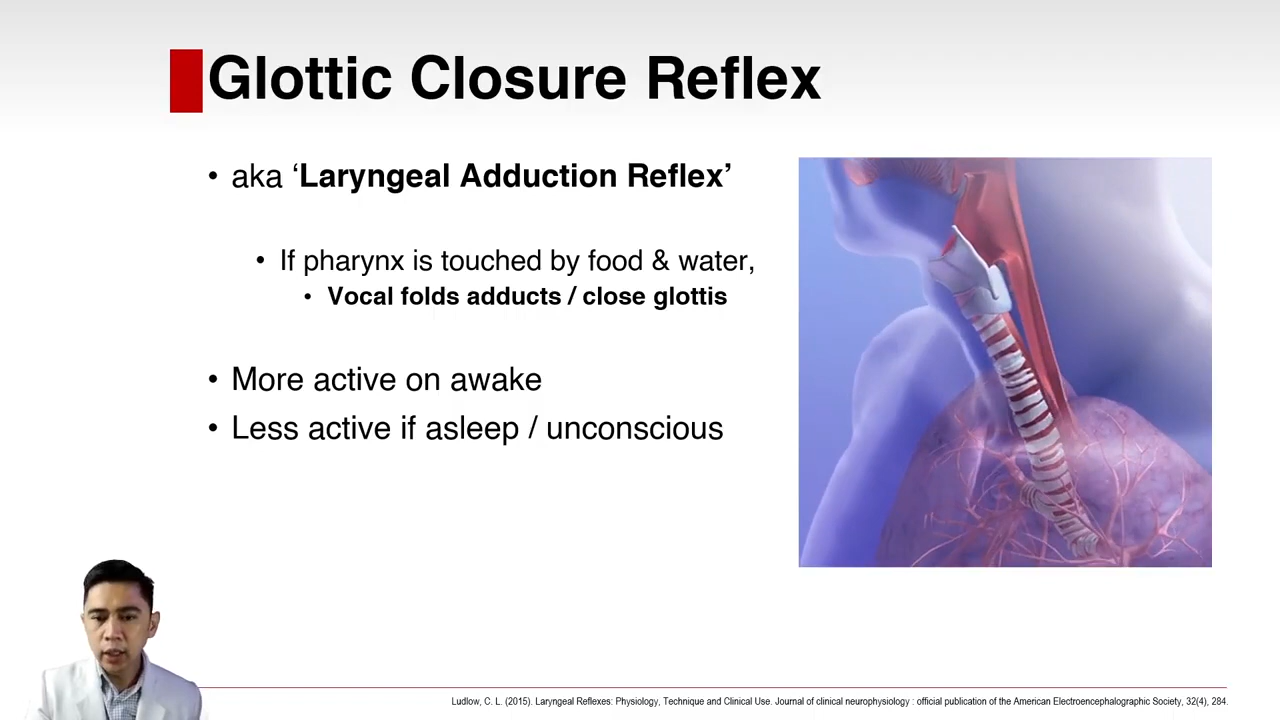 Glottic Closure Reflex
• aka ‘Laryngeal Adduction Reflex’
• If pharynx is touched by food & water,
• Vocal folds adducts / close glottis
• More active on awake
• Less active if asleep / unconscious
Ludlow, C. L. (2015). Laryngeal Reflexes: Physiology, Technique and Clinical Use. Journal of clinical neurophysiology : official publication of the American Electroencephalographic Society, 32(4), 284.